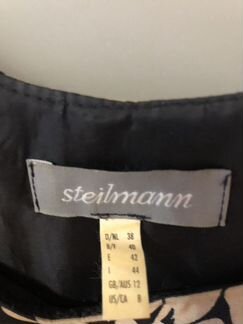 steilmann
D/NL 38
B/F 40
E 42
I 44
GB/AUS 12
US/CA 8